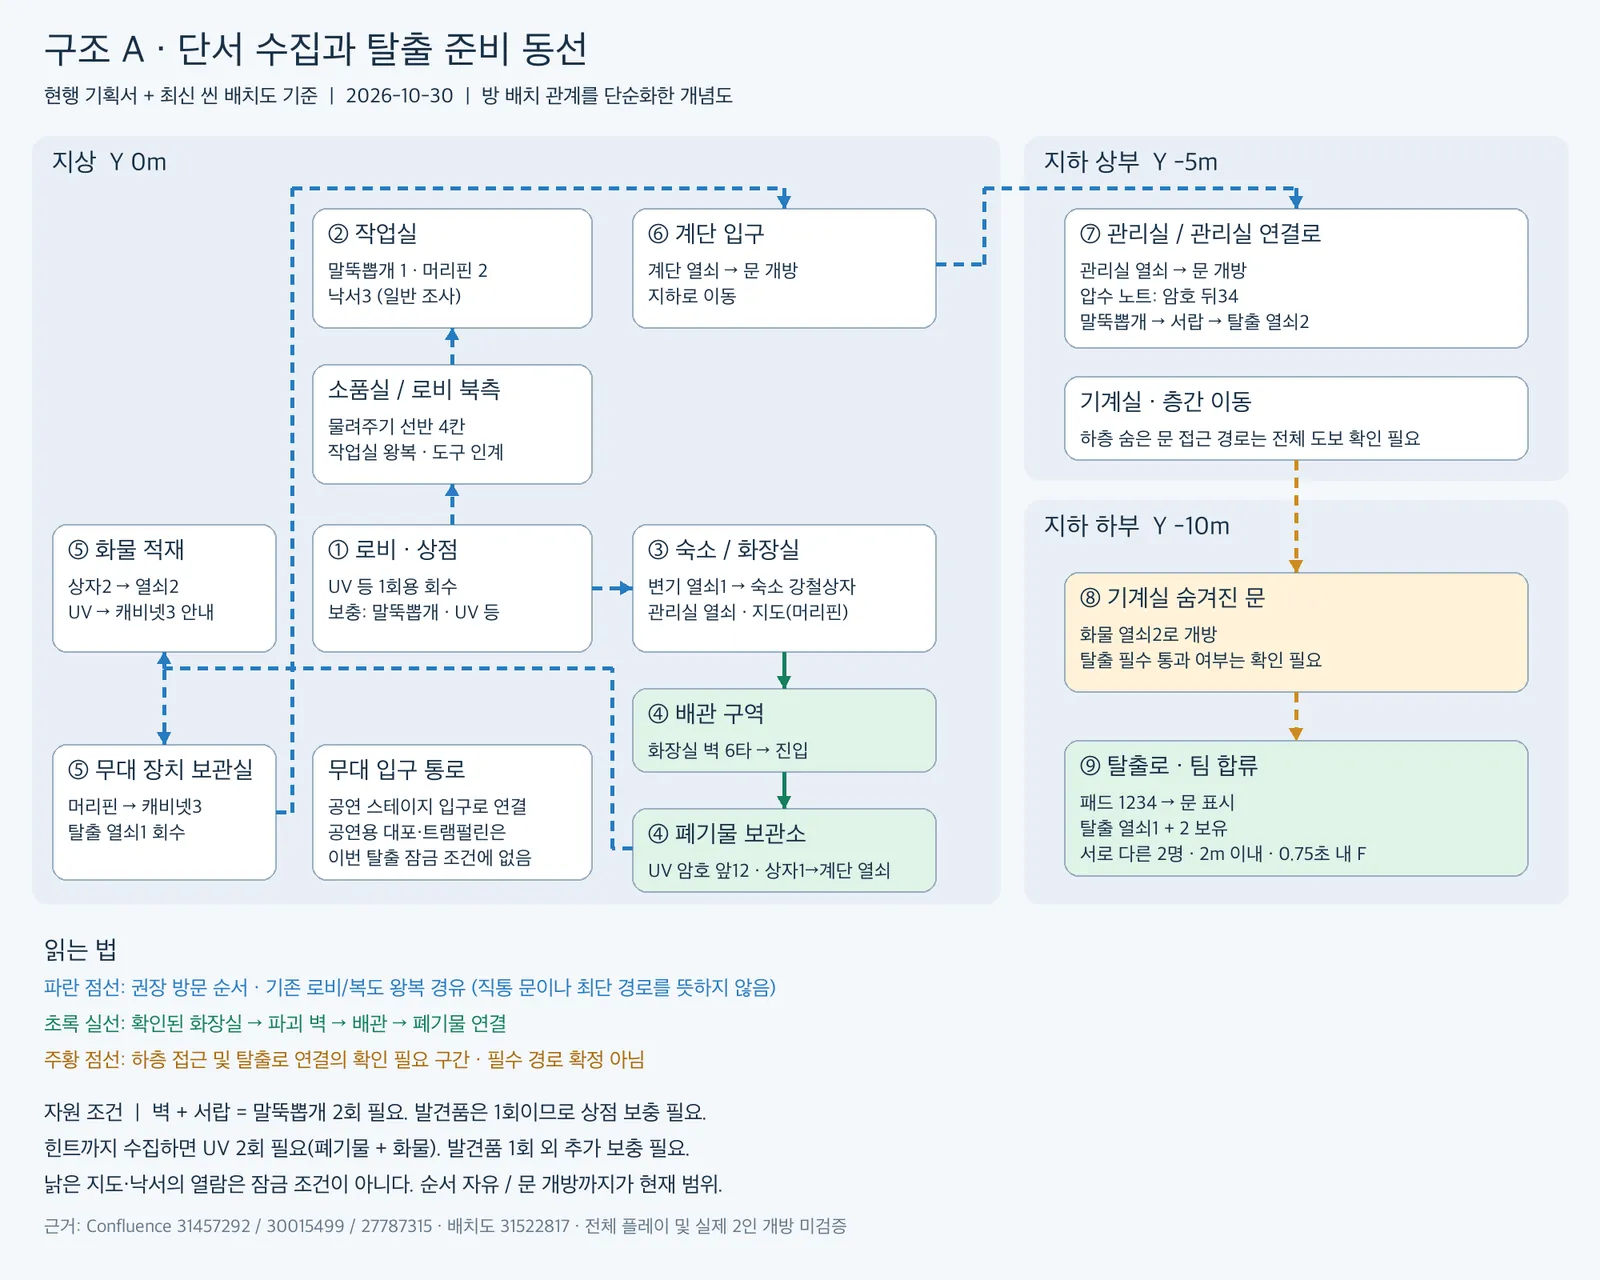 구조 A · 단서 수집과 탈출 준비 동선
현행 기획서 + 최신 씬 배치도 기준 | 2026-10-30 | 방 배치 관계를 단순화한 개념도
지상 Y 0m
② 작업실
말뚝뽑개 1 · 머리핀 2
낙서3 (일반 조사)
⑥ 계단 입구
계단 열쇠 → 문 개방
지하로 이동
소품실 / 로비 북측
물려주기 선반 4칸
작업실 왕복 · 도구 인계
⑤ 화물 적재
상자2 → 열쇠2
UV → 캐비넷3 안내
① 로비 · 상점
UV 등 1회용 회수
보충: 말뚝뽑개 · UV 등
③ 숙소 / 화장실
변기 열쇠1 → 숙소 강철상자
관리실 열쇠 · 지도(머리핀)
④ 배관 구역
화장실 벽 6타 → 진입
⑤ 무대 장치 보관실
머리핀 → 캐비넷3
탈출 열쇠1 회수
무대 입구 통로
공연 스테이지 입구로 연결
공연용 대포·트램펄린은
이번 탈출 잠금 조건에 없음
④ 폐기물 보관소
UV 암호 앞12 · 상자1→계단 열쇠
지하 상부 Y -5m
⑦ 관리실 / 관리실 연결로
관리실 열쇠 → 문 개방
압수 노트: 암호 뒤34
말뚝뽑개 → 서랍 → 탈출 열쇠2
기계실 · 층간 이동
하층 숨은 문 접근 경로는 전체 도보 확인 필요
지하 하부 Y -10m
⑧ 기계실 숨겨진 문
화물 열쇠2로 개방
탈출 필수 통과 여부는 확인 필요
⑨ 탈출로 · 팀 합류
패드 1234 → 문 표시
탈출 열쇠1 + 2 보유
서로 다른 2명 · 2m 이내 · 0.75초 내 F
읽는 법
파란 점선: 권장 방문 순서 · 기존 로비/복도 왕복 경유 (직통 문이나 최단 경로를 뜻하지 않음)
초록 실선: 확인된 화장실 → 파괴 벽 → 배관 → 폐기물 연결
주황 점선: 하층 접근 및 탈출로 연결의 확인 필요 구간 · 필수 경로 확정 아님
자원 조건 | 벽 + 서랍 = 말뚝뽑개 2회 필요. 발견품은 1회이므로 상점 보충 필요.
힌트까지 수집하면 UV 2회 필요(폐기물 + 화물). 발견품 1회 외 추가 보충 필요.
낡은 지도·낙서의 열람은 잠금 조건이 아니다. 순서 자유 / 문 개방까지가 현재 범위.
근거: Confluence 31457292 / 30015499 / 27787315 · 배치도 31522817 · 전체 플레이 및 실제 2인 개방 미검증